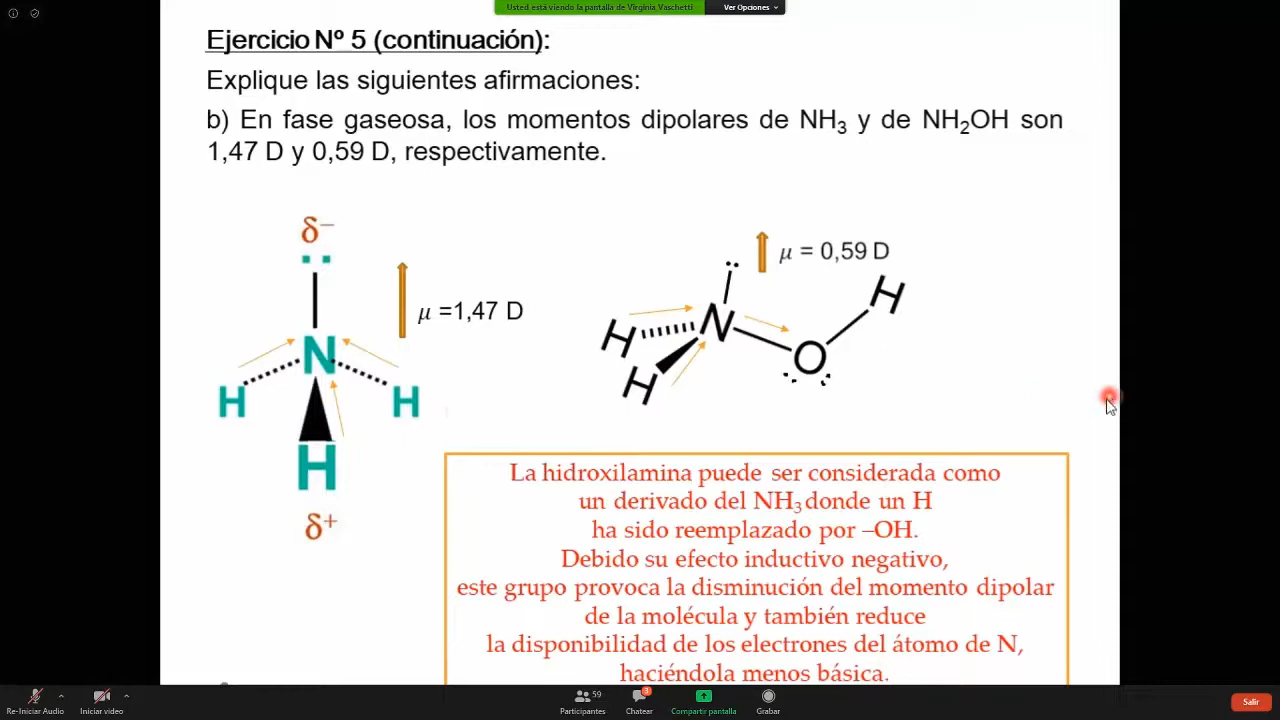 Usted está viendo la pantalla de Virginia Vaschetti
Ver Opciones
Ejercicio Nº 5 (continuación):
Explique las siguientes afirmaciones:
b) En fase gaseosa, los momentos dipolares de NH₃ y de NH₂OH son
1,47 D y 0,59 D, respectivamente.
δ⁻
μ =1,47 D
N
H H
H
δ⁺
μ = 0,59 D
H
N
H
O
H
La hidroxilamina puede ser considerada como
un derivado del NH₃ donde un H
ha sido reemplazado por –OH.
Debido su efecto inductivo negativo,
este grupo provoca la disminución del momento dipolar
de la molécula y también reduce
la disponibilidad de los electrones del átomo de N,
haciéndola menos básica.
59
3
Re-Iniciar Audio Iniciar video Participantes Chatear Compartir pantalla Grabar Salir